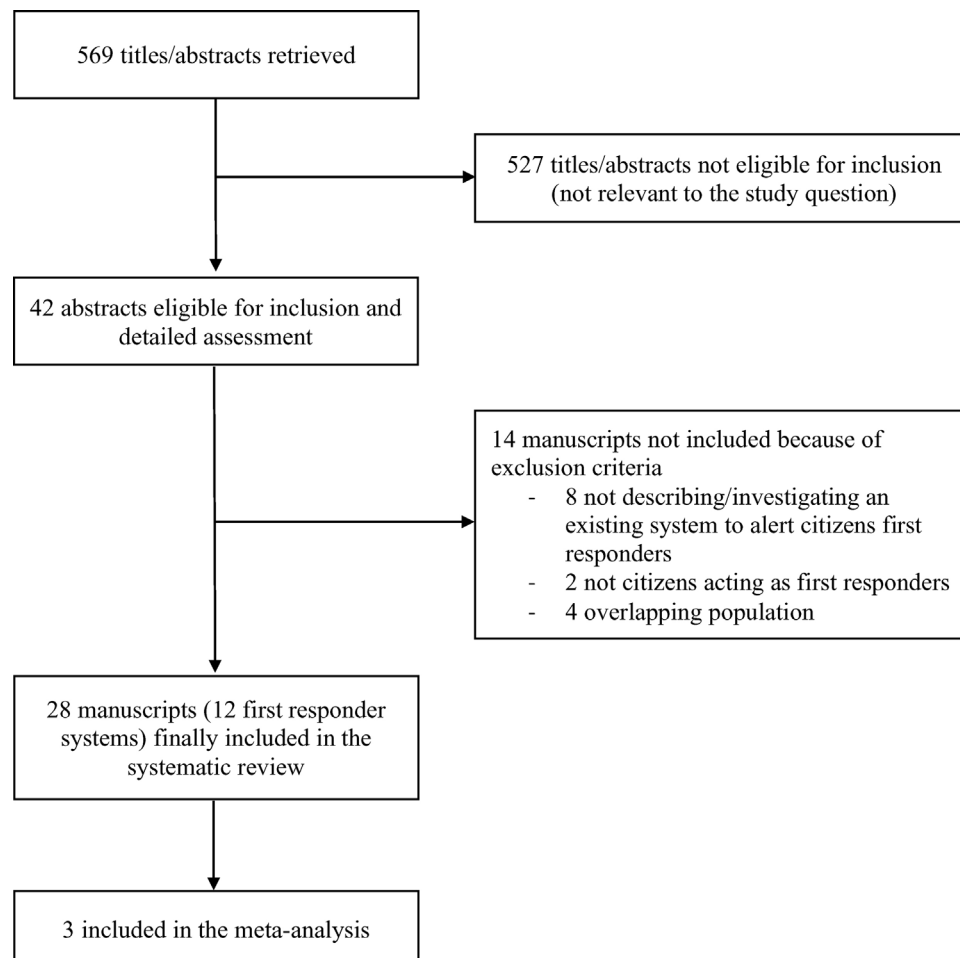 569 titles/abstracts retrieved
527 titles/abstracts not eligible for inclusion
(not relevant to the study question)
42 abstracts eligible for inclusion and
detailed assessment
14 manuscripts not included because of
exclusion criteria
- 8 not describing/investigating an
existing system to alert citizens first
responders
- 2 not citizens acting as first responders
- 4 overlapping population
28 manuscripts (12 first responder
systems) finally included in the
systematic review
3 included in the meta-analysis